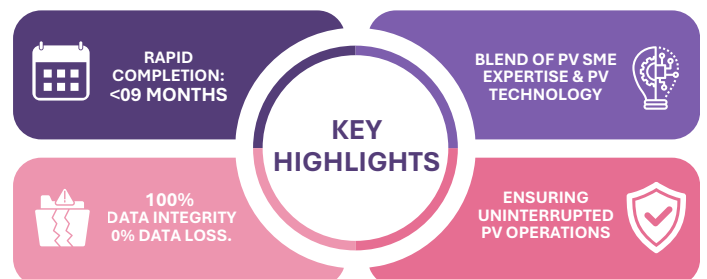 RAPID
COMPLETION:
<09 MONTHS
BLEND OF PV SME
EXPERTISE & PV
TECHNOLOGY
KEY
HIGHLIGHTS
100%
DATA INTEGRITY
0% DATA LOSS.
ENSURING
UNINTERRUPTED
PV OPERATIONS